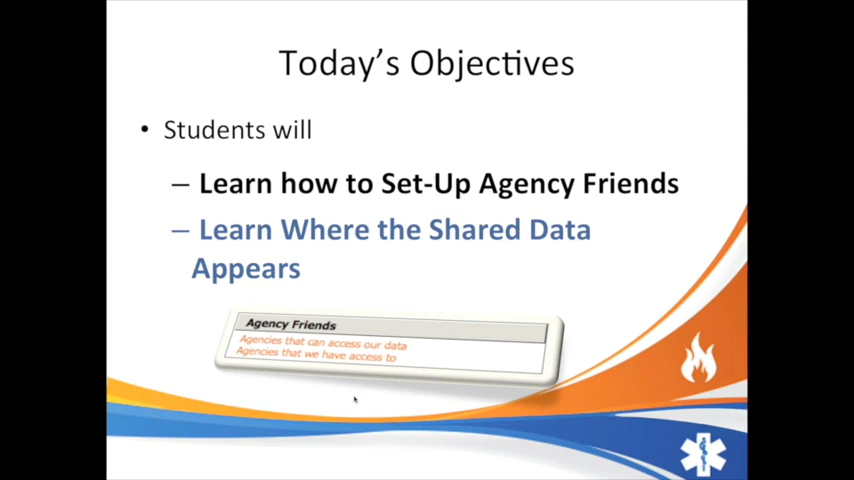 Today's Objectives
• Students will
– Learn how to Set-Up Agency Friends
– Learn Where the Shared Data
Appears
Agency Friends
Agencies that can access our data
Agencies that we have access to